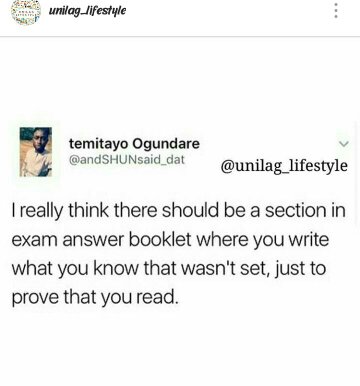 unilag_lifestyle
temitayo Ogundare
@andSHUNsaid_dat
@unilag_lifestyle
I really think there should be a section in
exam answer booklet where you write
what you know that wasn't set, just to
prove that you read.